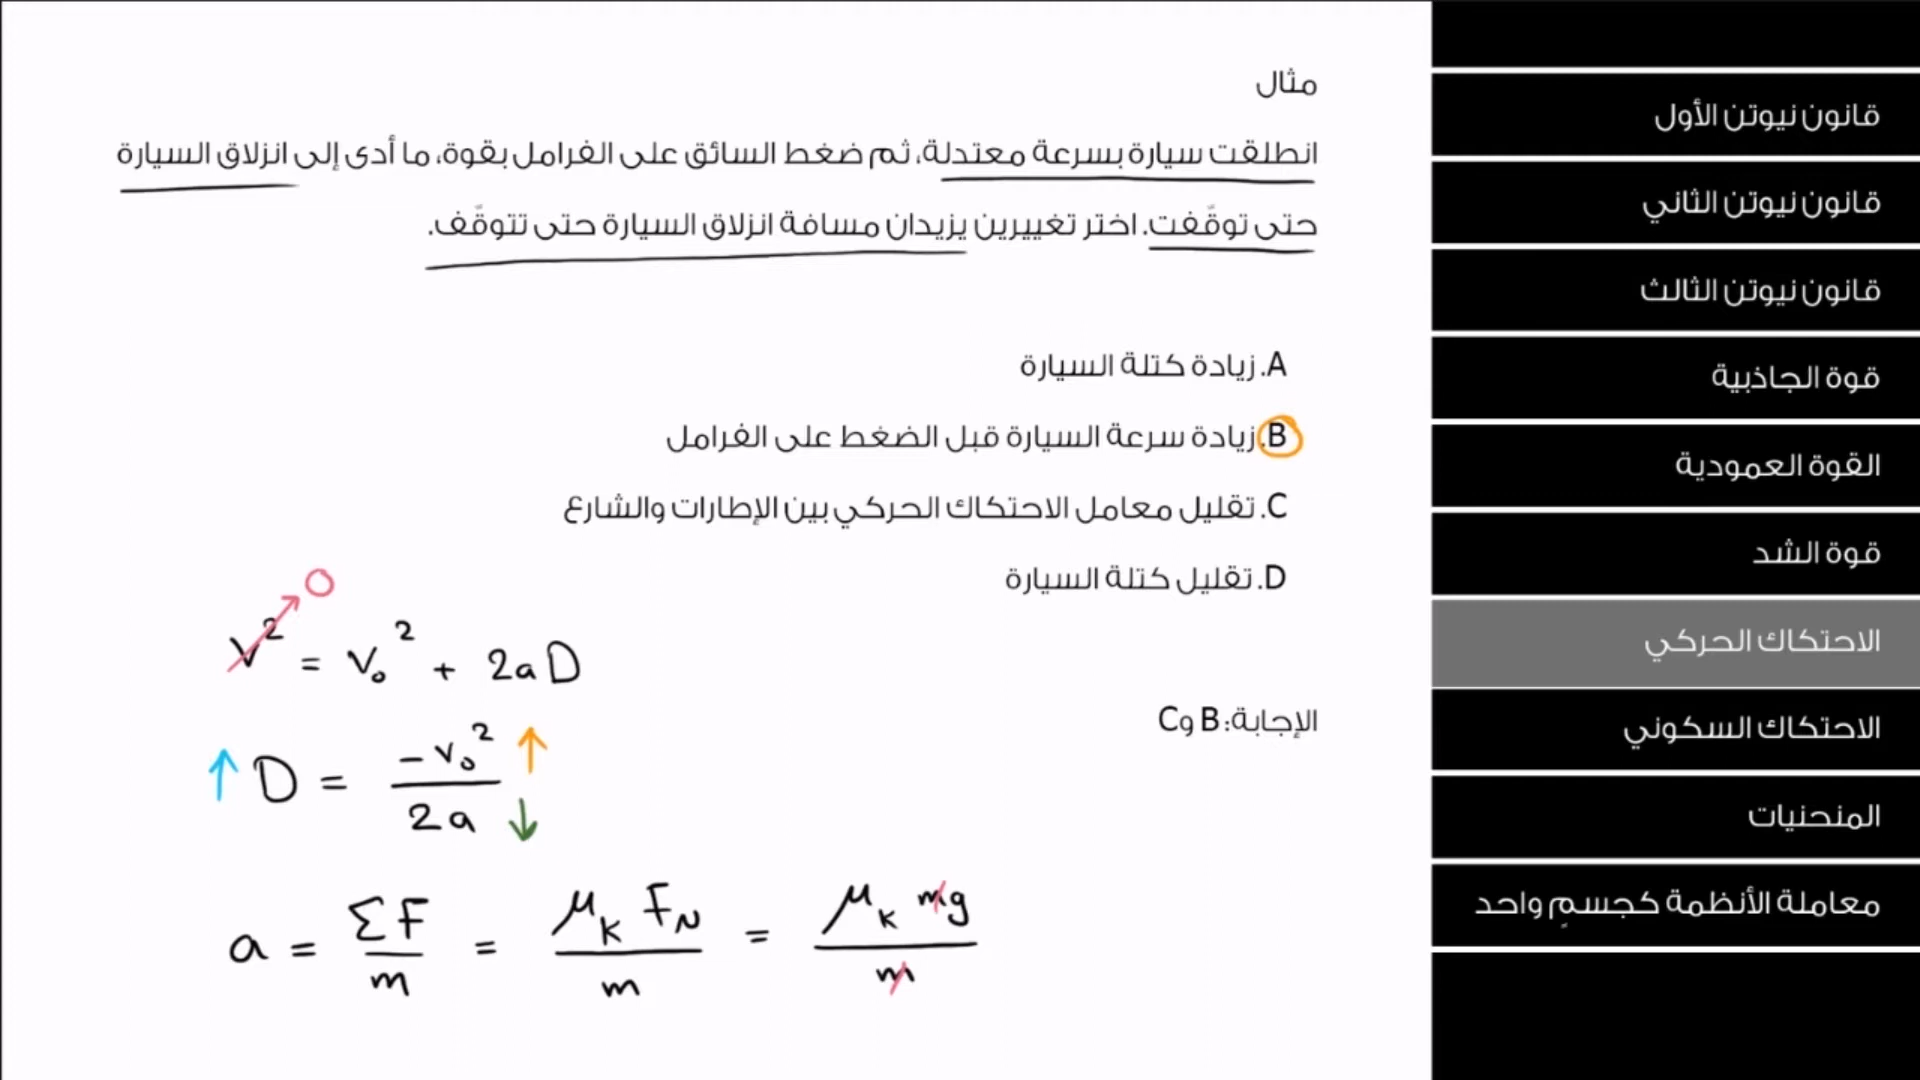 مثال
انطلقت سيارة بسرعة معتدلة، ثم ضغط السائق على الفرامل بقوة، ما أدى إلى انزلاق السيارة
حتى توقّفت. اختر تغييرين يزيدان مسافة انزلاق السيارة حتى تتوقّف.
A. زيادة كتلة السيارة
B. زيادة سرعة السيارة قبل الضغط على الفرامل
C. تقليل معامل الاحتكاك الحركي بين الإطارات والشارع
D. تقليل كتلة السيارة
الإجابة: B وC
v² = v₀² + 2aD
0
↑ D = -v₀² / 2a ↑ ↓
a = ΣF / m = μₖ F_N / m = μₖ mg / m
قانون نيوتن الأول
قانون نيوتن الثاني
قانون نيوتن الثالث
قوة الجاذبية
القوة العمودية
قوة الشد
الاحتكاك الحركي
الاحتكاك السكوني
المنحنيات
معاملة الأنظمة كجسمٍ واحد